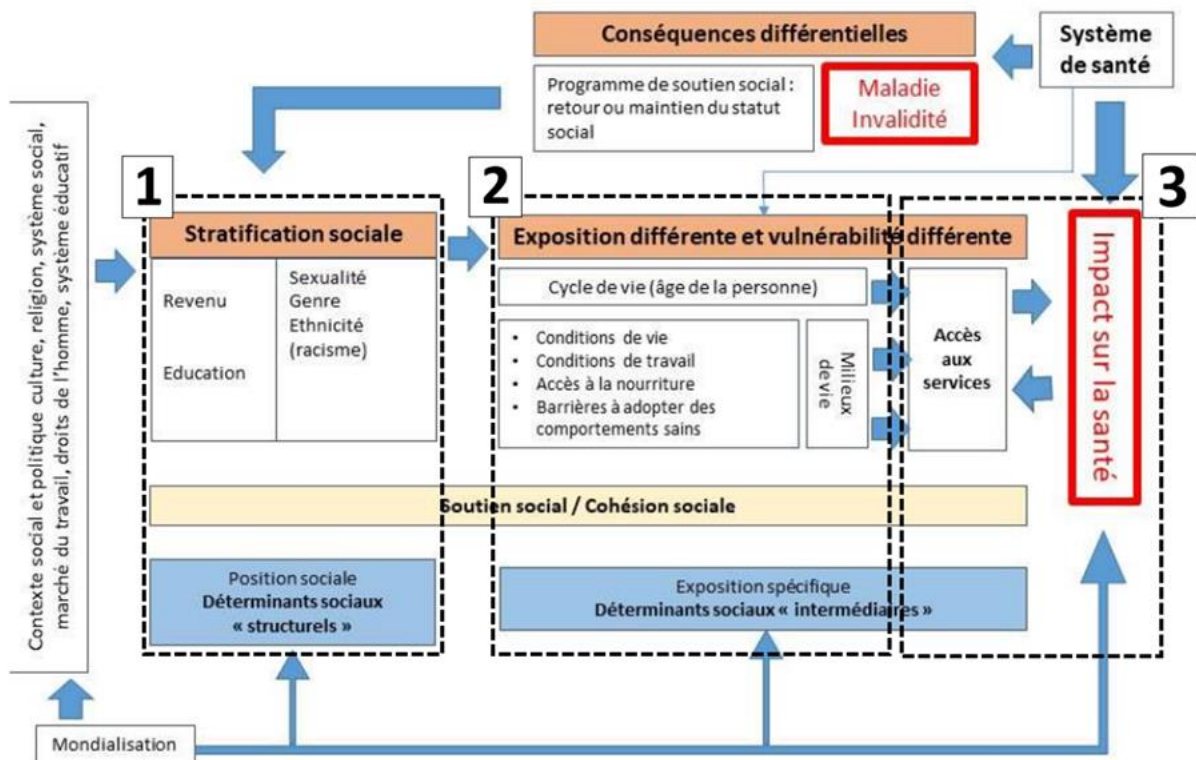 Conséquences différentielles
Système
de santé
Programme de soutien social :
retour ou maintien du statut
social
Maladie
Invalidité
Contexte social et politique culture, religion, système social,
marché du travail, droits de l'homme, système éducatif
1
Stratification sociale
Revenu
Education
Sexualité
Genre
Ethnicité
(racisme)
2
Exposition différente et vulnérabilité différente
Cycle de vie (âge de la personne)
• Conditions de vie
• Conditions de travail
• Accès à la nourriture
• Barrières à adopter des
comportements sains
Milieux
de vie
Accès
aux
services
3
Impact sur la santé
Soutien social / Cohésion sociale
Position sociale
Déterminants sociaux
« structurels »
Exposition spécifique
Déterminants sociaux « intermédiaires »
Mondialisation